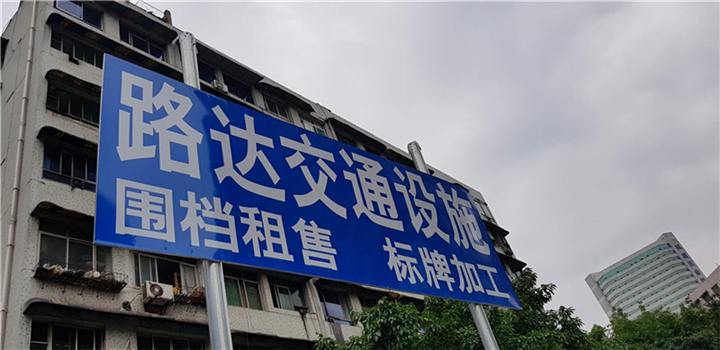 路达交通设施
围档租售 标牌加工